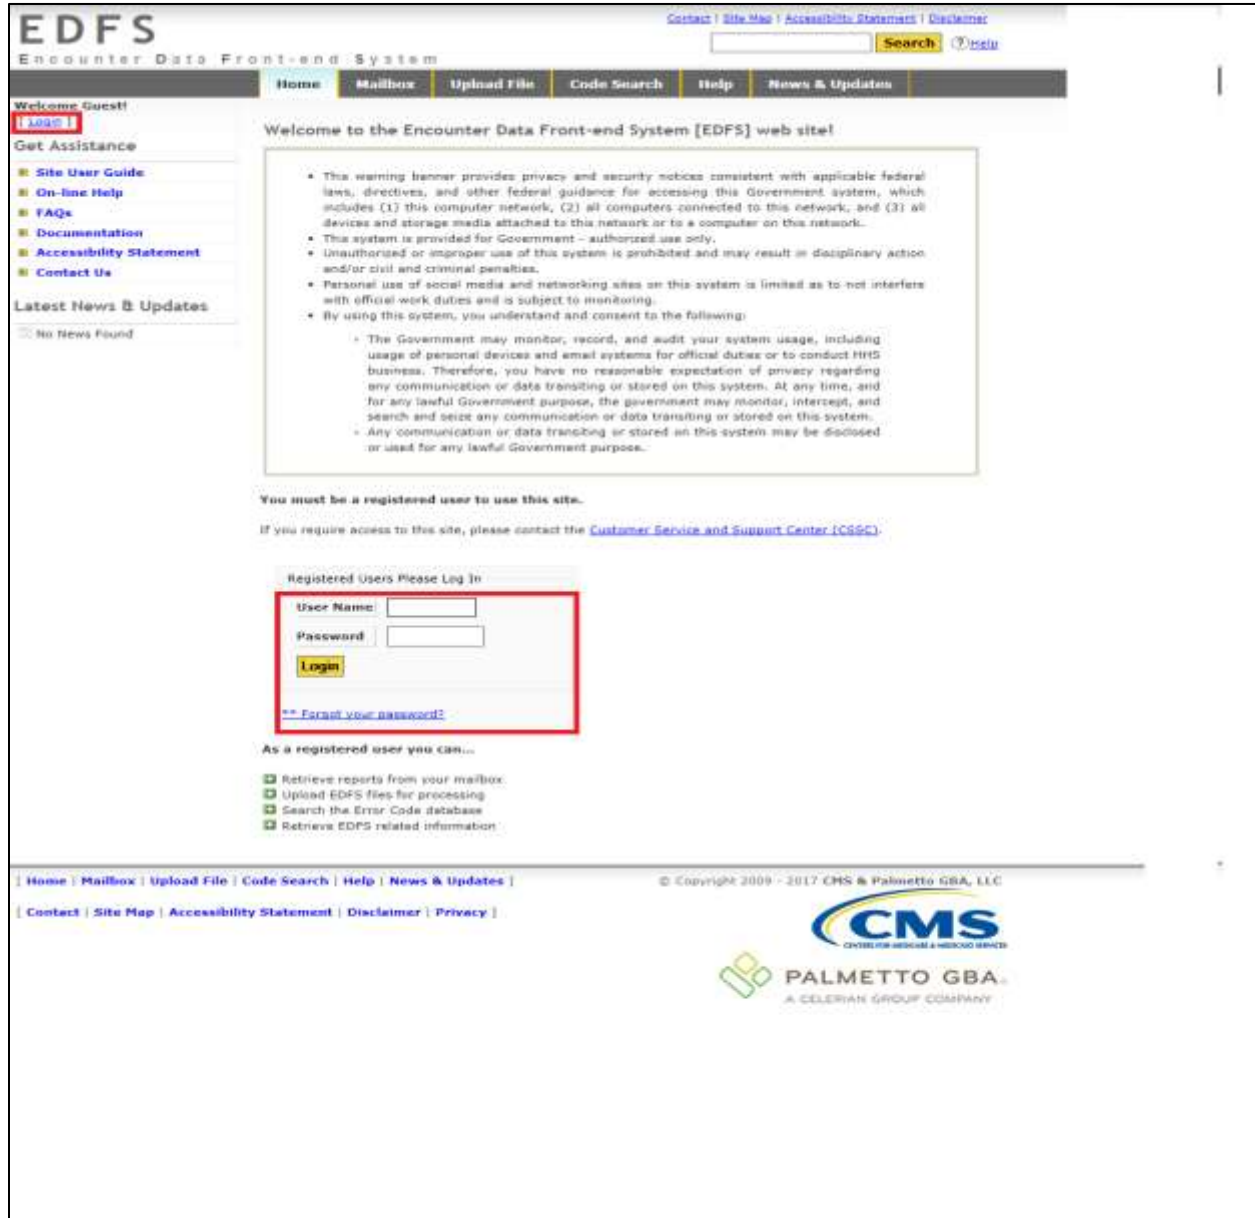 EDFS
Encounter Data Front-end System
Contact | Site Map | Accessibility Statement | Disclaimer
Search Help
Home Mailbox Upload File Code Search Help News & Updates
Welcome Guest!
[ Login ]
Get Assistance
Site User Guide
On-line Help
FAQs
Documentation
Accessibility Statement
Contact Us
Latest News & Updates
No News Found
Welcome to the Encounter Data Front-end System [EDFS] web site!
• This warning banner provides privacy and security notices consistent with applicable federal
laws, directives, and other federal guidance for accessing this Government system, which
includes (1) this computer network, (2) all computers connected to this network, and (3) all
devices and storage media attached to this network or to a computer on this network.
• This system is provided for Government - authorized use only.
• Unauthorized or improper use of this system is prohibited and may result in disciplinary action
and/or civil and criminal penalties.
• Personal use of social media and networking sites on this system is limited as to not interfere
with official work duties and is subject to monitoring.
• By using this system, you understand and consent to the following:
◦ The Government may monitor, record, and audit your system usage, including
usage of personal devices and email systems for official duties or to conduct HHS
business. Therefore, you have no reasonable expectation of privacy regarding
any communication or data transiting or stored on this system. At any time, and
for any lawful Government purpose, the government may monitor, intercept, and
search and seize any communication or data transiting or stored on this system.
◦ Any communication or data transiting or stored on this system may be disclosed
or used for any lawful Government purpose.
You must be a registered user to use this site.
If you require access to this site, please contact the Customer Service and Support Center (CSSC).
Registered Users Please Log In
User Name
Password
Login
** Forgot your password?
As a registered user you can...
Retrieve reports from your mailbox
Upload EDFS files for processing
Search the Error Code database
Retrieve EDFS related information
[ Home | Mailbox | Upload File | Code Search | Help | News & Updates ]
[ Contact | Site Map | Accessibility Statement | Disclaimer | Privacy ]
© Copyright 2009 - 2017 CMS & Palmetto GBA, LLC
CMS
CENTERS FOR MEDICARE & MEDICAID SERVICES
PALMETTO GBA
A CELERIAN GROUP COMPANY